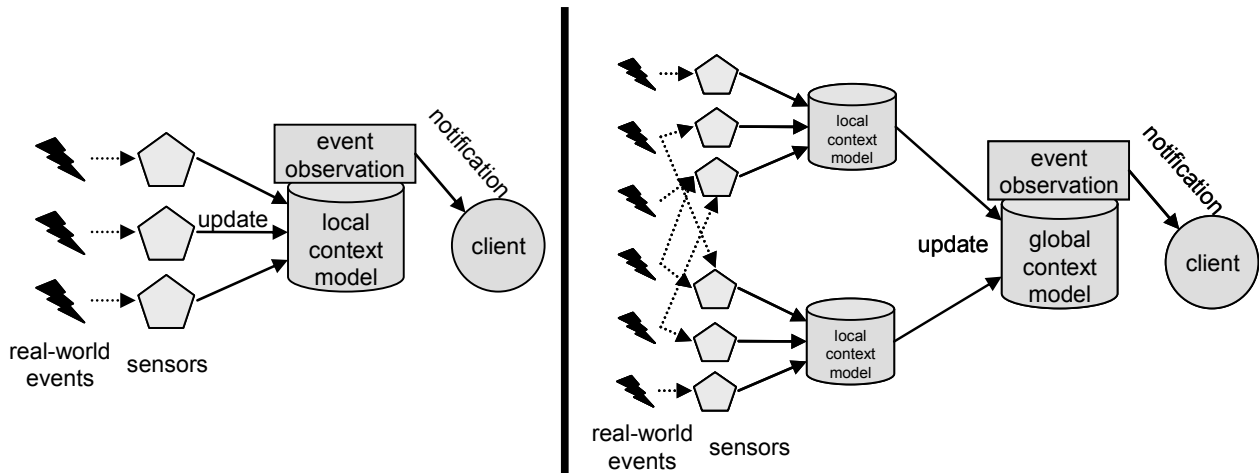 event
observation
notification
update
local
context
model
client
real-world
events
sensors
local
context
model
event
observation
notification
update
global
context
model
client
local
context
model
real-world
events
sensors